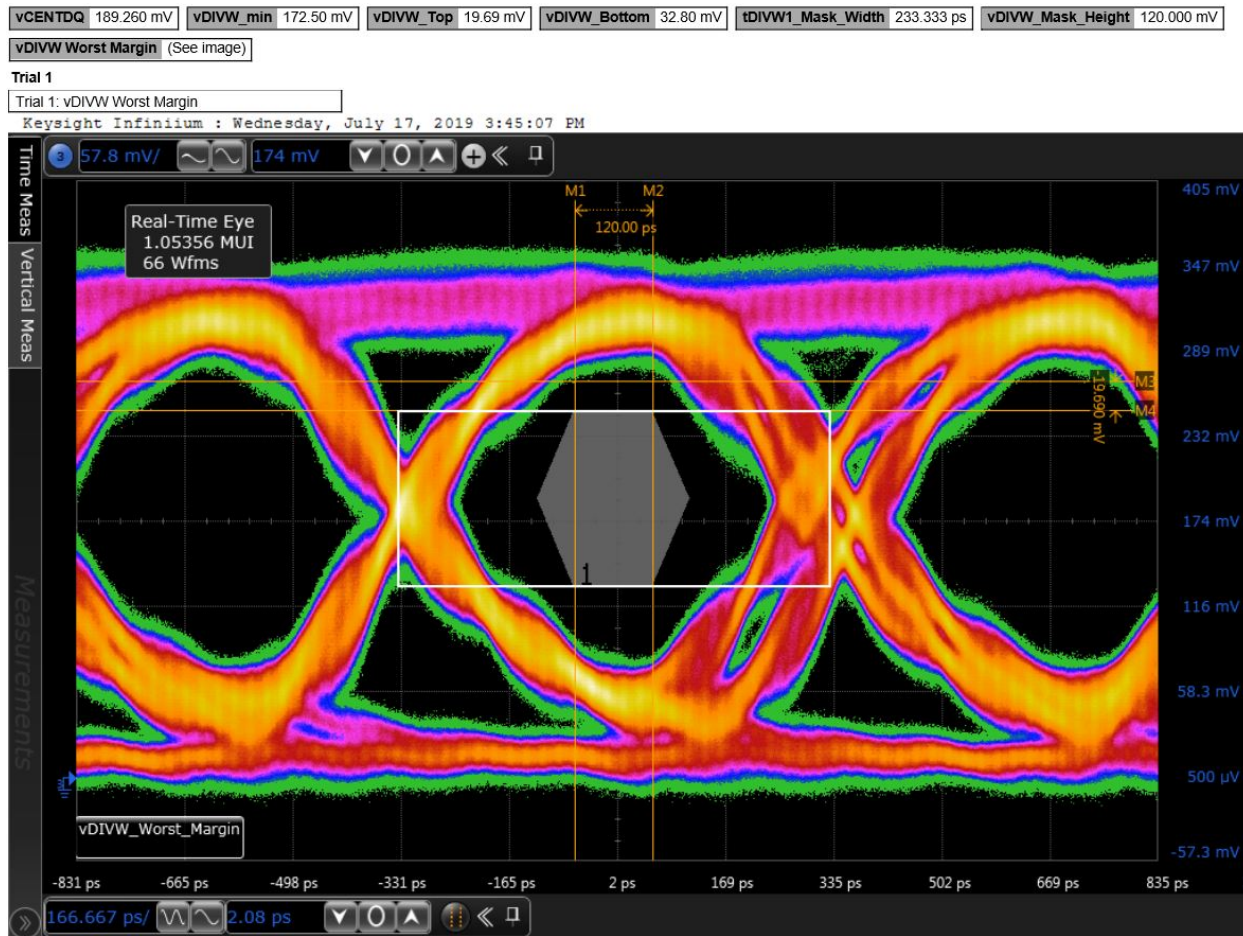 vCENTDQ 189.260 mV vDIVW_min 172.50 mV vDIVW_Top 19.69 mV vDIVW_Bottom 32.80 mV tDIVW1_Mask_Width 233.333 ps vDIVW_Mask_Height 120.000 mV
vDIVW Worst Margin (See image)
Trial 1
Trial 1: vDIVW Worst Margin
Keysight Infiniium : Wednesday, July 17, 2019 3:45:07 PM
Time Meas
Vertical Meas
Measurements
3 57.8 mV/ 174 mV
M1 M2
120.00 ps
Real-Time Eye
1.05356 MUI
66 Wfms
405 mV
347 mV
289 mV
M3
-19.690 mV
M4
232 mV
174 mV
1
116 mV
58.3 mV
500 µV
-57.3 mV
vDIVW_Worst_Margin
-831 ps -665 ps -498 ps -331 ps -165 ps 2 ps 169 ps 335 ps 502 ps 669 ps 835 ps
166.667 ps/ 2.08 ps